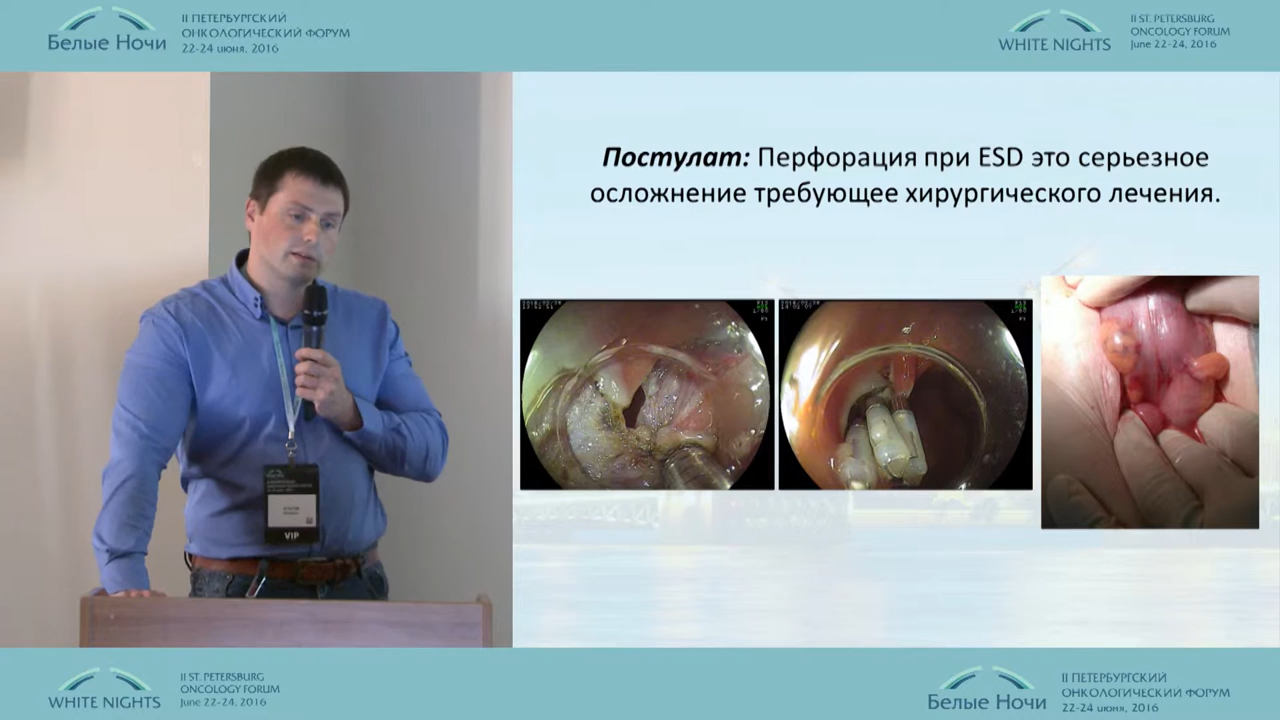 Белые Ночи
II ПЕТЕРБУРГСКИЙ
ОНКОЛОГИЧЕСКИЙ ФОРУМ
22-24 июня, 2016
WHITE NIGHTS
II ST. PETERSBURG
ONCOLOGY FORUM
June 22-24, 2016
Постулат: Перфорация при ESD это серьезное
осложнение требующее хирургического лечения.
VIP
WHITE NIGHTS
II ST. PETERSBURG
ONCOLOGY FORUM
June 22-24, 2016
Белые Ночи
II ПЕТЕРБУРГСКИЙ
ОНКОЛОГИЧЕСКИЙ ФОРУМ
22-24 июня, 2016